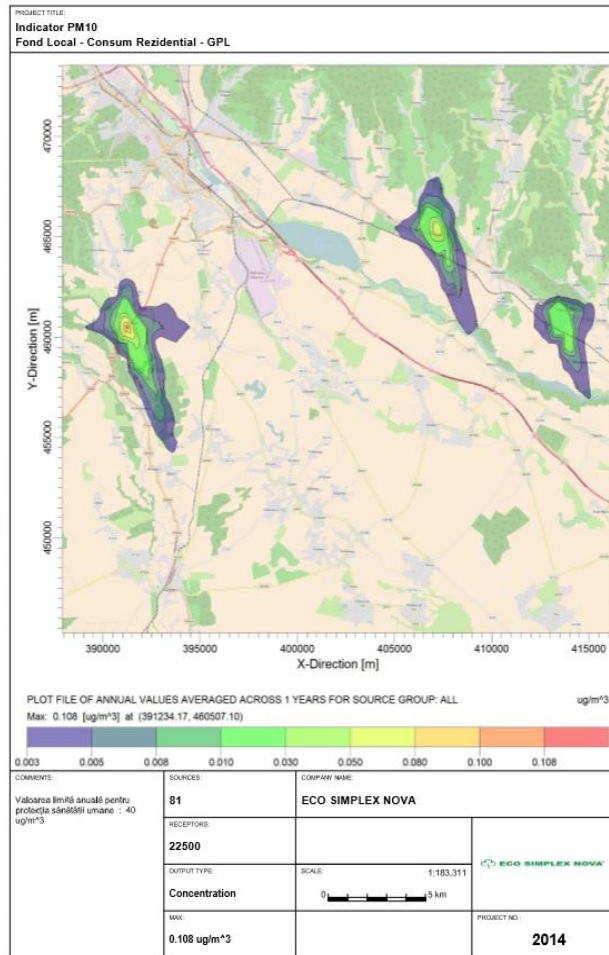 PROJECT TITLE:
Indicator PM10
Fond Local - Consum Rezidential - GPL
Y-Direction [m]
470000
465000
460000
455000
450000
390000 395000 400000 405000 410000 415000
X-Direction [m]
PLOT FILE OF ANNUAL VALUES AVERAGED ACROSS 1 YEARS FOR SOURCE GROUP: ALL ug/m^3
Max: 0.108 [ug/m^3] at (391234.17, 460507.10)
0.003 0.005 0.008 0.010 0.030 0.050 0.080 0.100 0.108
COMMENTS:
Valoarea limită anuală pentru
protecția sănătății umane : 40
ug/m^3
SOURCES:
81
COMPANY NAME:
ECO SIMPLEX NOVA
RECEPTORS:
22500
OUTPUT TYPE:
Concentration
SCALE: 1:183,311
0 5 km
ECO SIMPLEX NOVA
MAX:
0.108 ug/m^3
PROJECT NO.:
2014